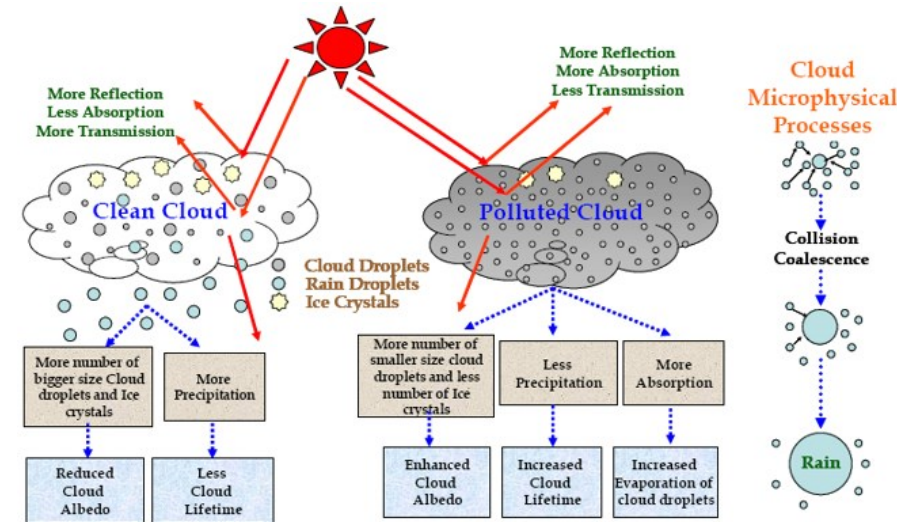 More Reflection
Less Absorption
More Transmission
More Reflection
More Absorption
Less Transmission
Cloud
Microphysical
Processes
Clean Cloud
Polluted Cloud
Collision
Coalescence
Cloud Droplets
Rain Droplets
Ice Crystals
More number of
bigger size Cloud
droplets and Ice
crystals
More
Precipitation
More number of
smaller size cloud
droplets and less
number of Ice
crystals
Less
Precipitation
More
Absorption
Reduced
Cloud
Albedo
Less
Cloud
Lifetime
Enhanced
Cloud
Albedo
Increased
Cloud
Lifetime
Increased
Evaporation of
cloud droplets
Rain